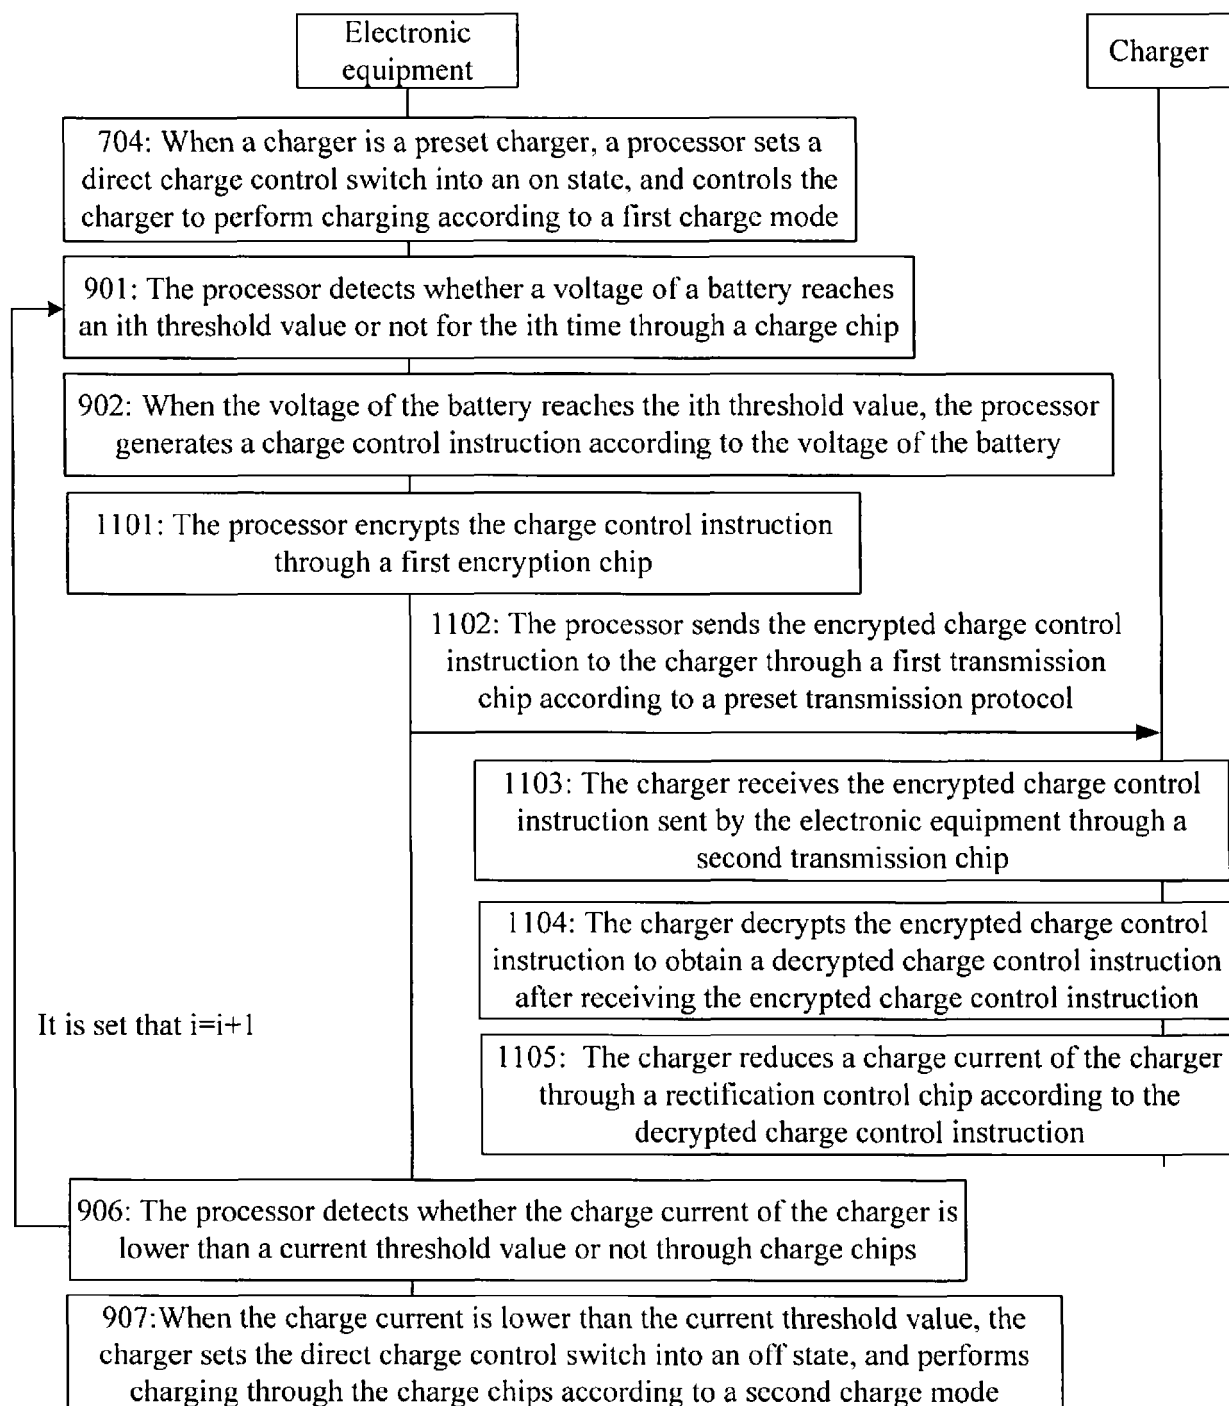 Electronic
equipment
Charger
704: When a charger is a preset charger, a processor sets a
direct charge control switch into an on state, and controls the
charger to perform charging according to a first charge mode
901: The processor detects whether a voltage of a battery reaches
an ith threshold value or not for the ith time through a charge chip
902: When the voltage of the battery reaches the ith threshold value, the processor
generates a charge control instruction according to the voltage of the battery
1101: The processor encrypts the charge control instruction
through a first encryption chip
1102: The processor sends the encrypted charge control
instruction to the charger through a first transmission
chip according to a preset transmission protocol
1103: The charger receives the encrypted charge control
instruction sent by the electronic equipment through a
second transmission chip
1104: The charger decrypts the encrypted charge control
instruction to obtain a decrypted charge control instruction
after receiving the encrypted charge control instruction
It is set that i=i+1
1105: The charger reduces a charge current of the charger
through a rectification control chip according to the
decrypted charge control instruction
906: The processor detects whether the charge current of the charger is
lower than a current threshold value or not through charge chips
907:When the charge current is lower than the current threshold value, the
charger sets the direct charge control switch into an off state, and performs
charging through the charge chips according to a second charge mode